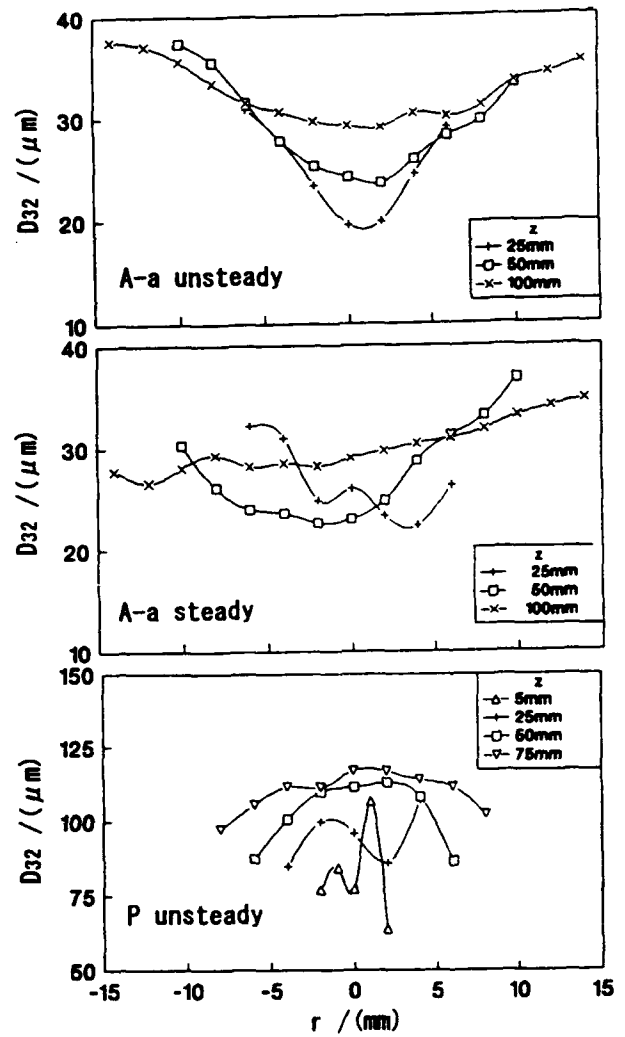 40
30
20
10
D32 /(μm)
A-a unsteady
z
25mm
50mm
100mm
40
30
20
10
D32 /(μm)
A-a steady
z
25mm
50mm
100mm
150
125
100
75
50
D32 /(μm)
P unsteady
z
5mm
25mm
50mm
75mm
-15 -10 -5 0 5 10 15
r /(mm)